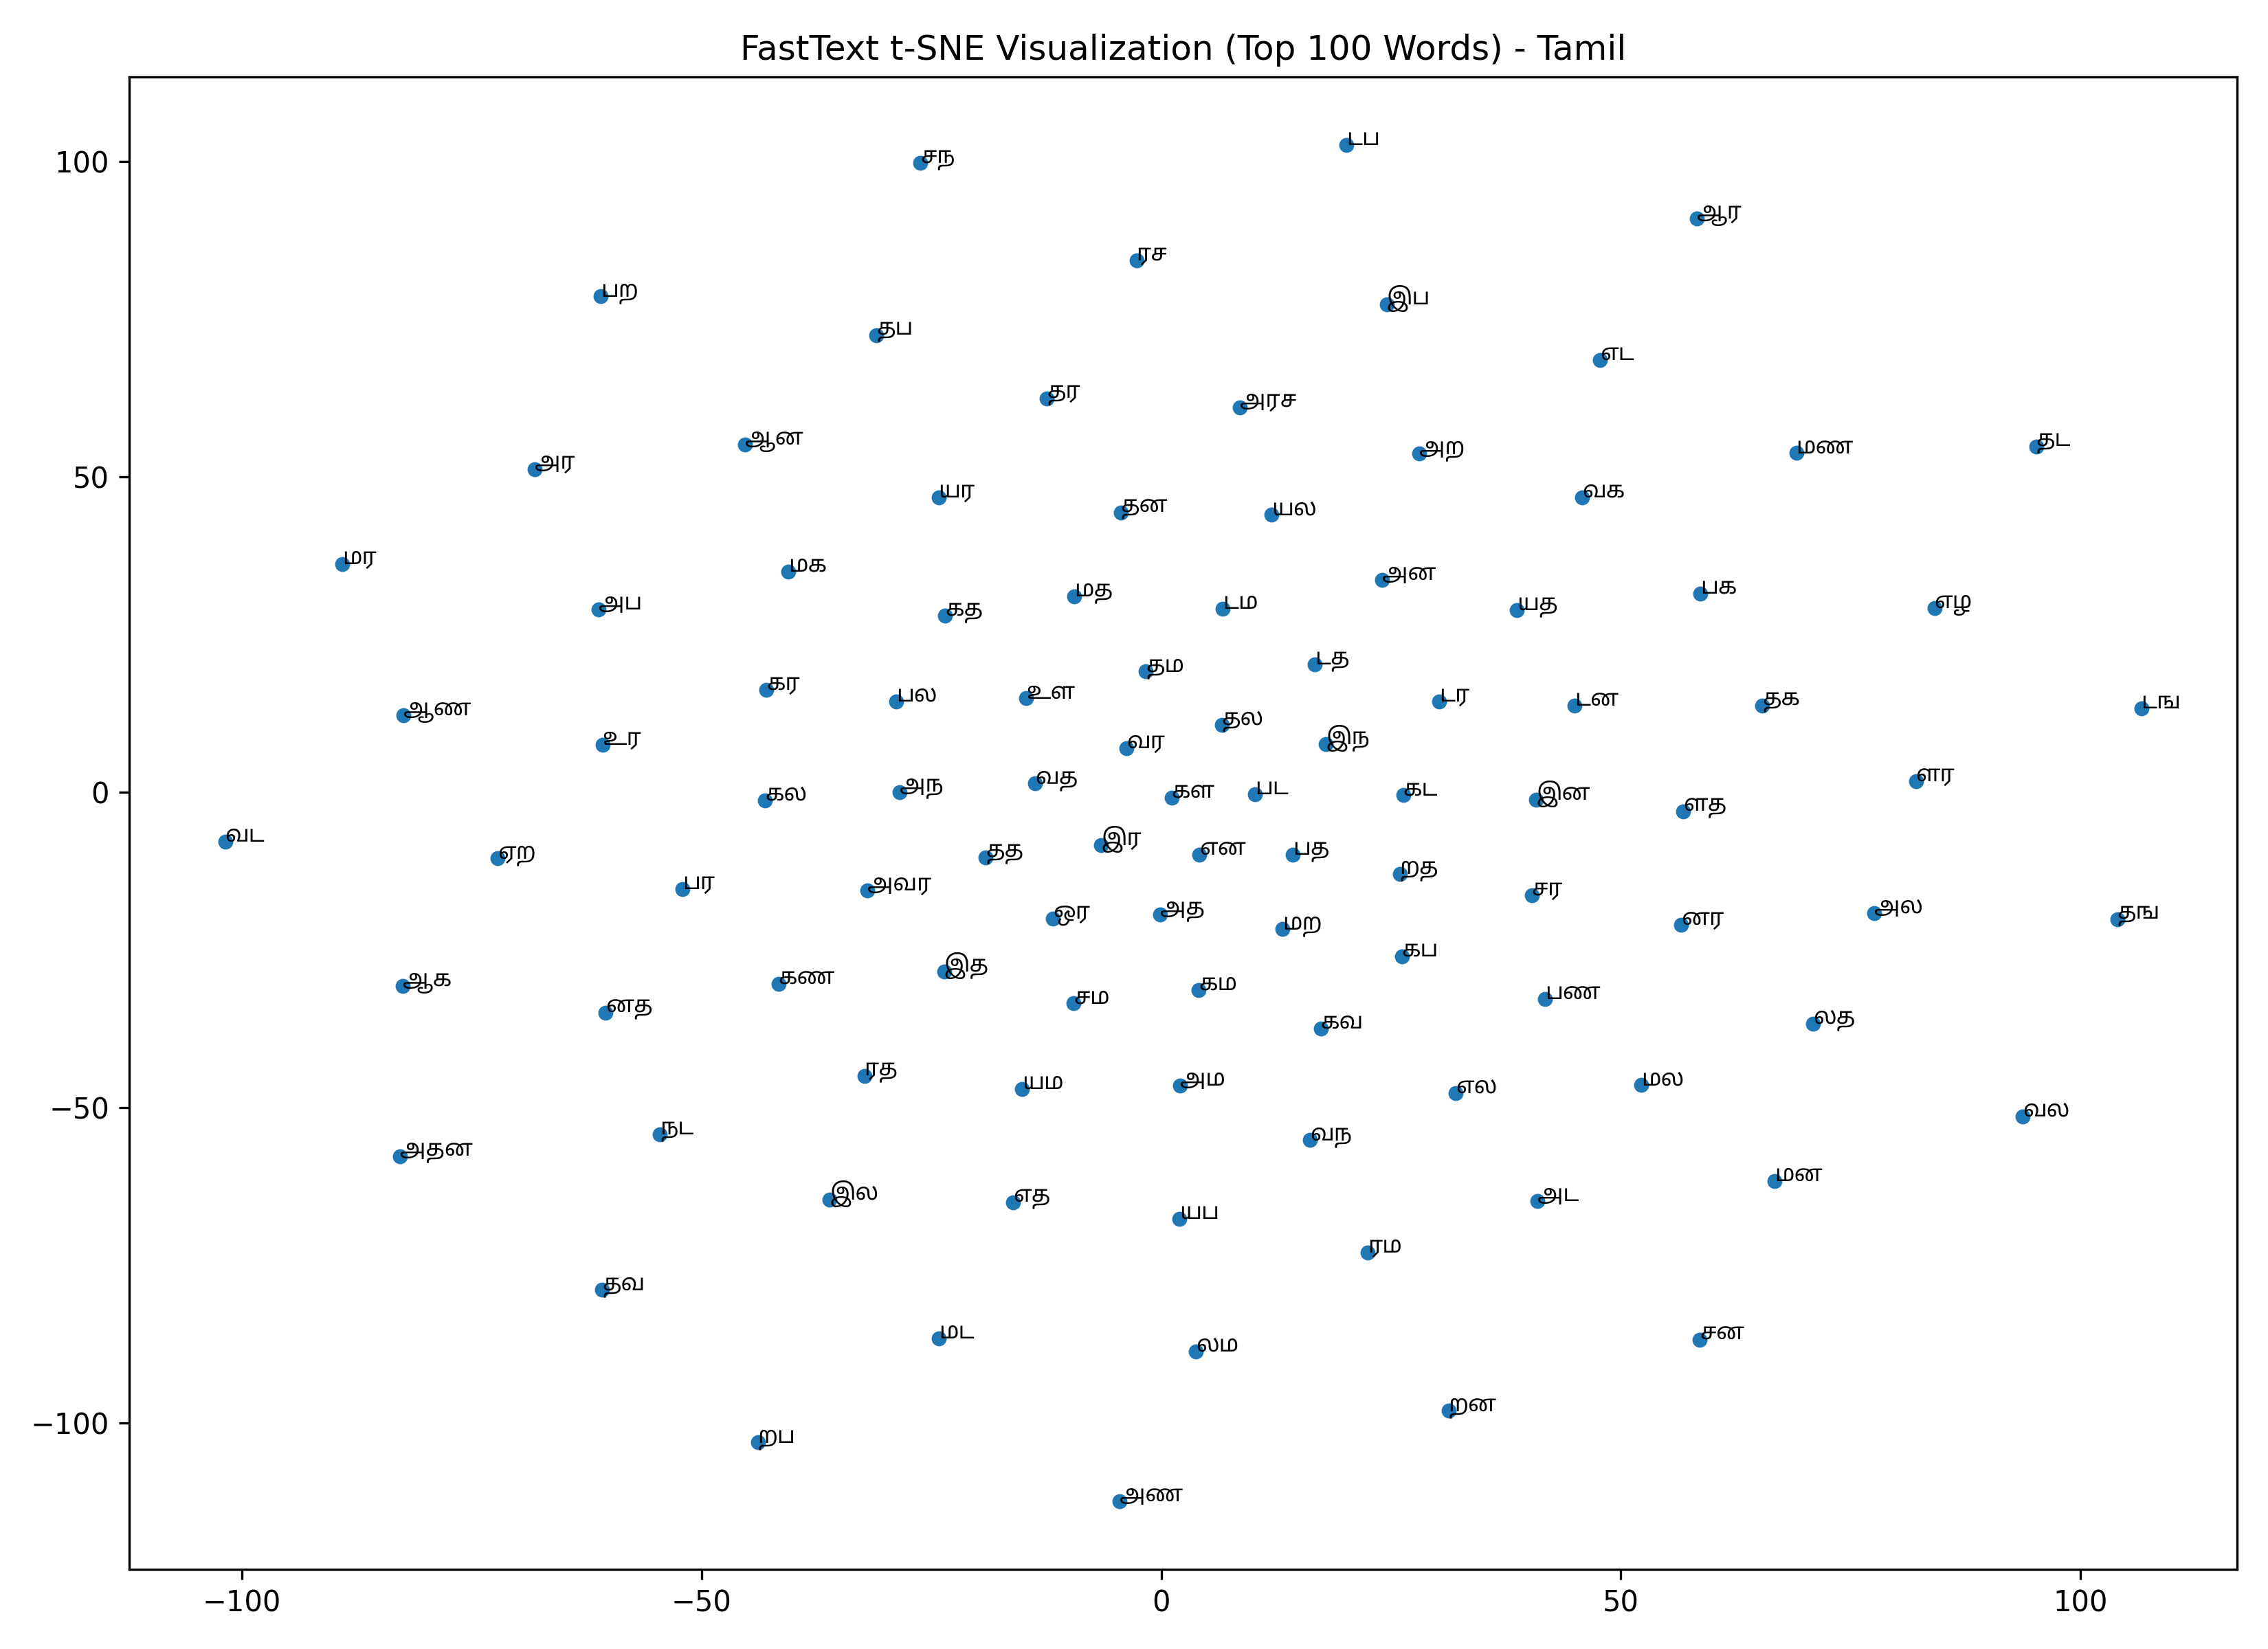 FastText t-SNE Visualization (Top 100 Words) - Tamil
டப
சந
ஆர
ரச
பற
இப
தப
எட
தர
அரச
ஆன
அற
மண
தட
அர
யர
வக
தன
யல
மர
மக
அன
பக
மத
அப
டம
யத
எழ
கத
தம
டத
கர
பல
உள
டர
டன
தக
டங
ஆண
தல
உர
வர
இந
வத
ளர
அந
கல
கள
பட
கட
இன
ளத
வட
இர
ஏற
தத
என
பத
றத
பர
அவர
சர
ஒர
அத
அல
தங
மற
னர
கப
இத
கண
ஆக
கம
சம
பண
னத
கவ
லத
ரத
யம
அம
எல
மல
வல
நட
வந
அதன
மன
இல
எத
அட
யப
ரம
தவ
மட
சன
லம
றன
றப
அண
100
50
0
−50
−100
−100 −50 0 50 100